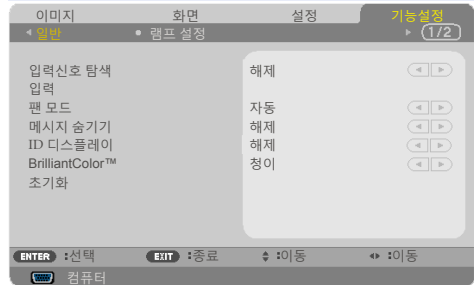 이미지 화면 설정 기능설정
일반 • 램프 설정 1/2
입력신호 탐색 해제
입력
팬 모드 자동
메시지 숨기기 해제
ID 디스플레이 해제
BrilliantColor™ 청이
초기화
ENTER :선택 EXIT :종료 :이동 :이동
컴퓨터